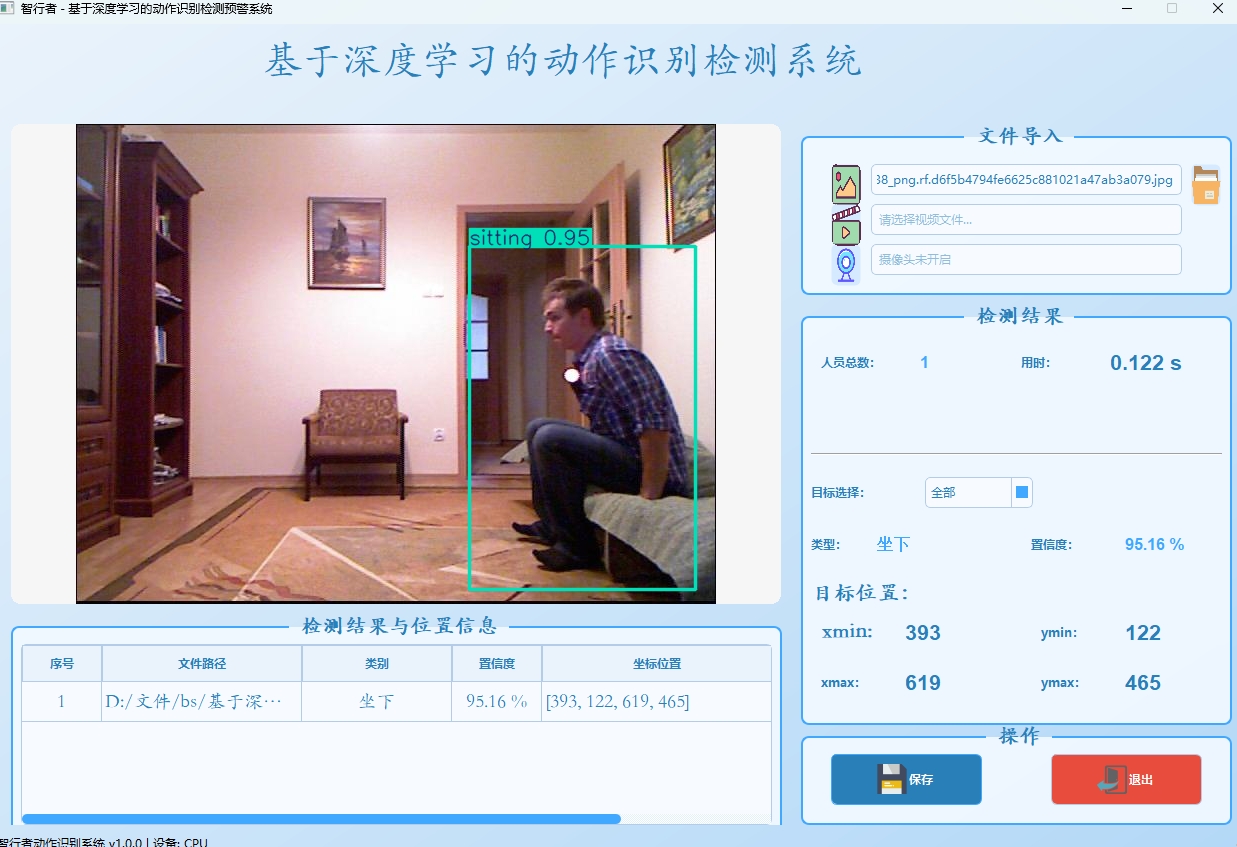 智行者 - 基于深度学习的动作识别检测预警系统
基于深度学习的动作识别检测系统
sitting 0.95
文件导入
38_png.rf.d6f5b4794fe6625c881021a47ab3a079.jpg
请选择视频文件...
摄像头未开启
检测结果
人员总数: 1 用时: 0.122 s
目标选择: 全部
类型: 坐下 置信度: 95.16 %
目标位置:
xmin: 393 ymin: 122
xmax: 619 ymax: 465
检测结果与位置信息
序号 文件路径 类别 置信度 坐标位置
1 D:/文件/bs/基于深… 坐下 95.16 % [393, 122, 619, 465]
操作
保存 退出
智行者动作识别系统 v1.0.0 | 设备: CPU